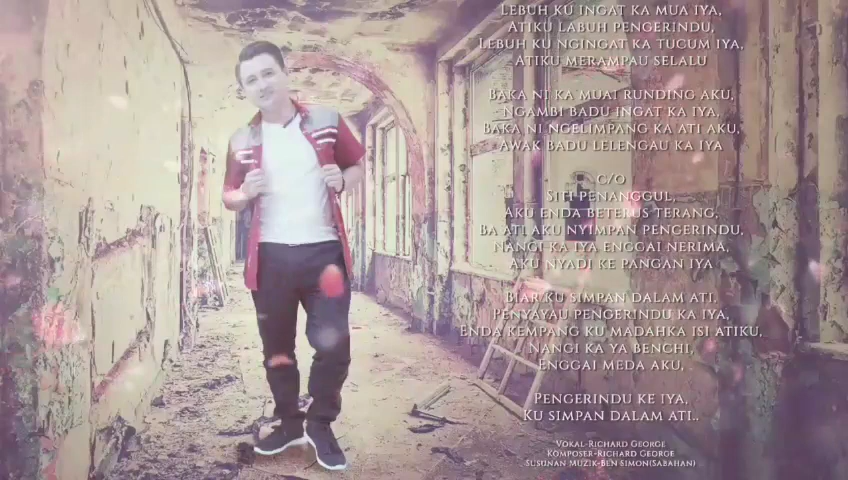 Lebuh ku ingat ka mua iya,
Atiku labuh pengerindu,
Lebuh ku ngingat ka tucum iya,
Atiku merampau selalu
Baka ni ka muai runding aku,
Ngambi badu ingat ka iya,
Baka ni ngelimpang ka ati aku,
Awak badu lelengau ka iya
C/O
Siti penanggul,
Aku enda beterus terang,
Ba ati aku nyimpan pengerindu,
Nangi ka iya enggai nerima,
Aku nyadi ke pangan iya
Biar ku simpan dalam ati,
Penyayau pengerindu ka iya,
Enda kempang ku madahka isi atiku,
Nangi ka ya benchi,
Enggai meda aku,
Pengerindu ke iya,
Ku simpan dalam ati..
Vokal-Richard George
Komposer-Richard George
Susunan Muzik-Ben Simon(Sabahan)